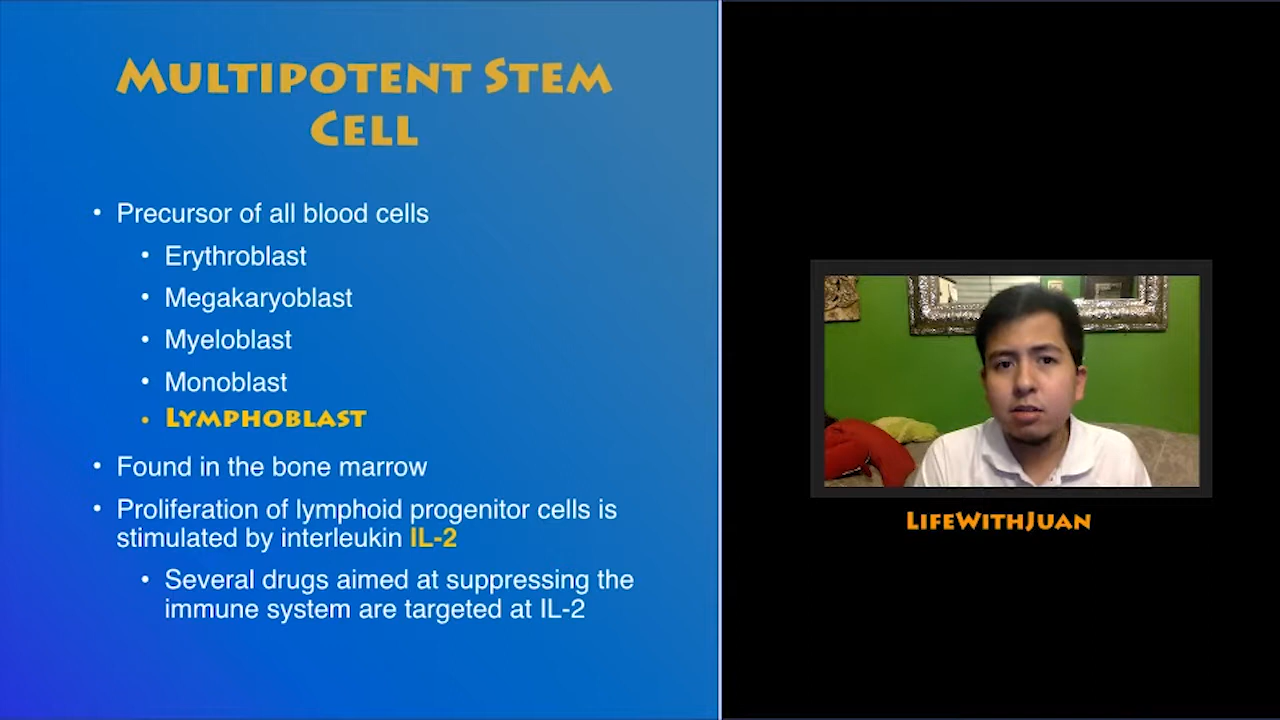 Multipotent Stem
Cell
• Precursor of all blood cells
• Erythroblast
• Megakaryoblast
• Myeloblast
• Monoblast
• Lymphoblast
• Found in the bone marrow
• Proliferation of lymphoid progenitor cells is
stimulated by interleukin IL-2
• Several drugs aimed at suppressing the
immune system are targeted at IL-2
LifeWithJuan